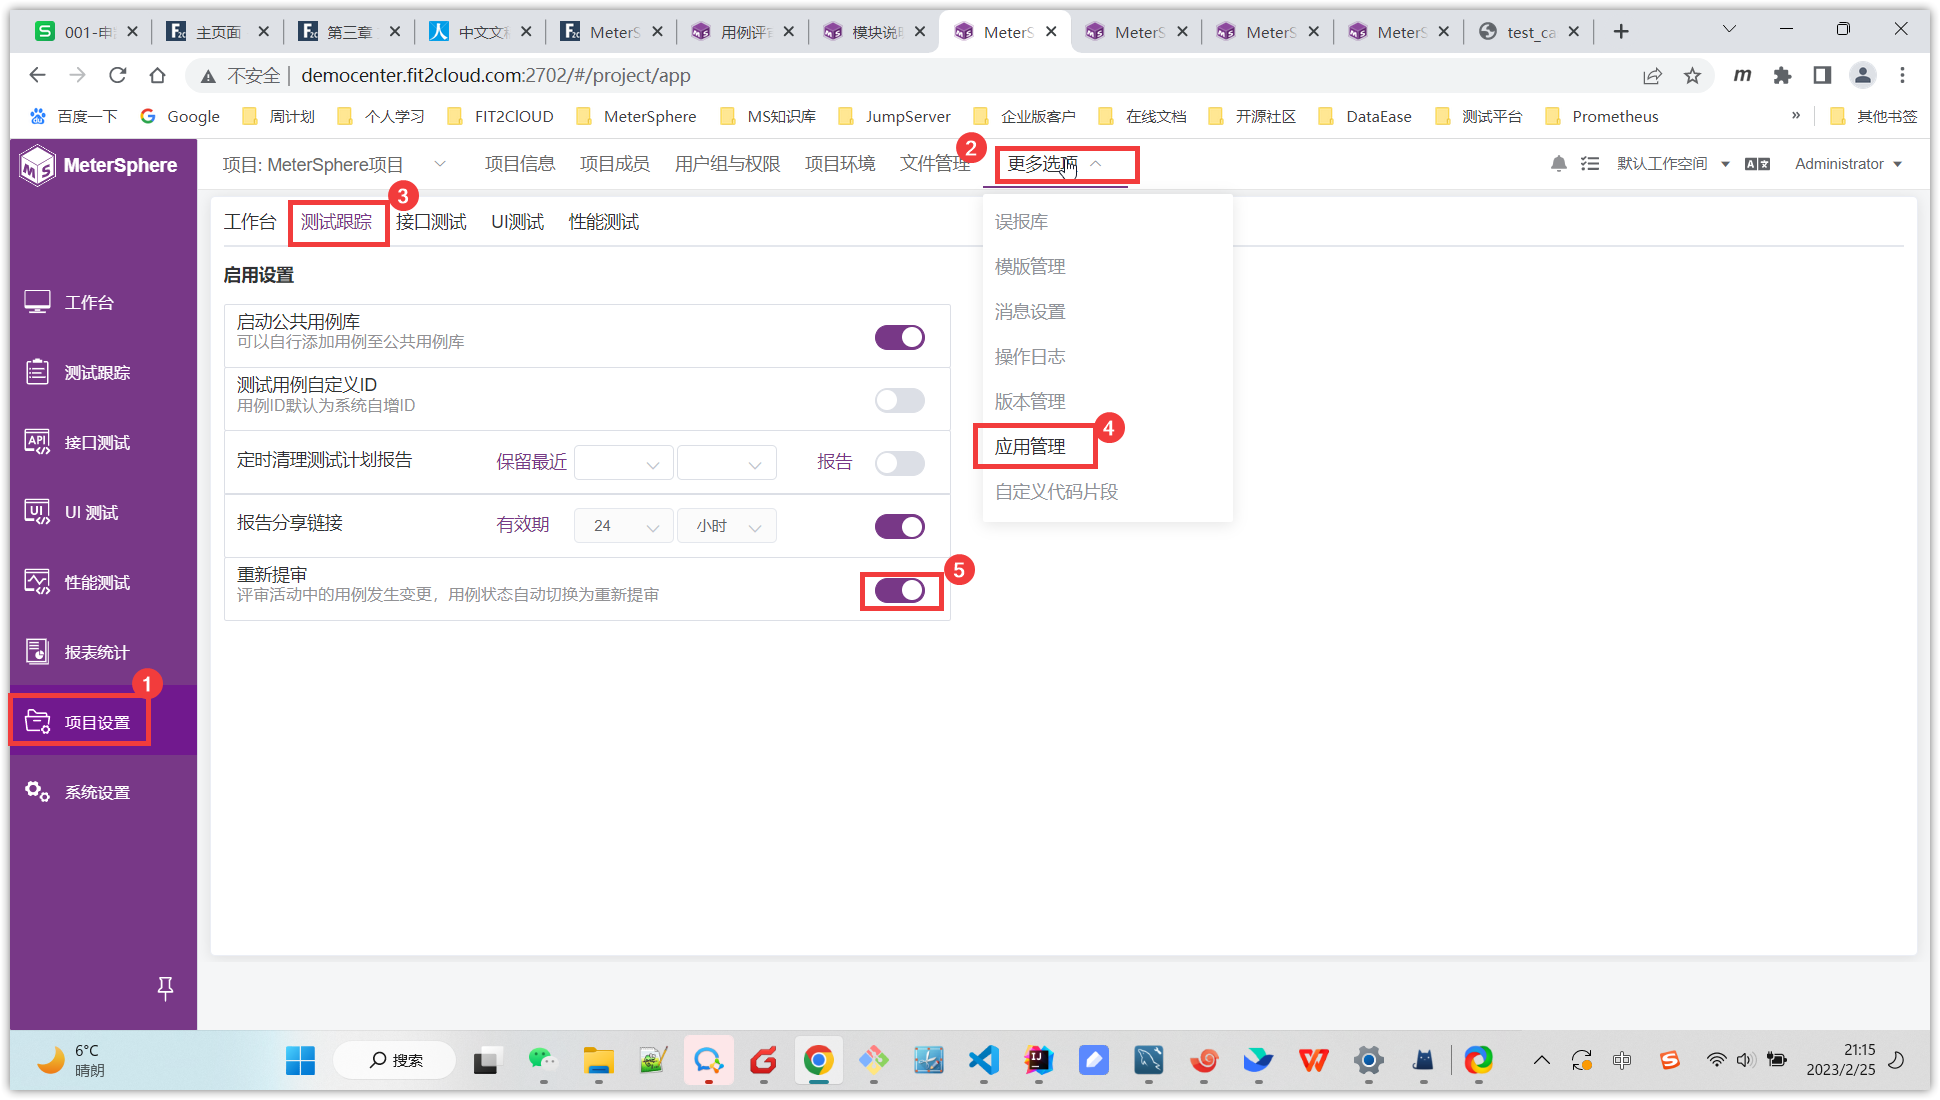 001-申 主页面 第三章 中文文 MeterS 用例评 模块说 MeterS MeterS MeterS MeterS test_ca
不安全 democenter.fit2cloud.com:2702/#/project/app
百度一下 Google 周计划 个人学习 FIT2ClOUD MeterSphere MS知识库 JumpServer 企业版客户 在线文档 开源社区 DataEase 测试平台 Prometheus » 其他书签
MeterSphere
项目: MeterSphere项目 项目信息 项目成员 用户组与权限 项目环境 文件管理 2 更多选项 默认工作空间 Administrator
3
工作台 测试跟踪 接口测试 UI测试 性能测试
误报库
模版管理
消息设置
操作日志
版本管理
应用管理
4
自定义代码片段
启用设置
启动公共用例库
可以自行添加用例至公共用例库
测试用例自定义ID
用例ID默认为系统自增ID
定时清理测试计划报告 保留最近 报告
报告分享链接 有效期 24 小时
重新提审
评审活动中的用例发生变更，用例状态自动切换为重新提审
5
工作台
测试跟踪
API 接口测试
UI UI 测试
性能测试
报表统计
1
项目设置
系统设置
6°C
晴朗
搜索
21:15
2023/2/25